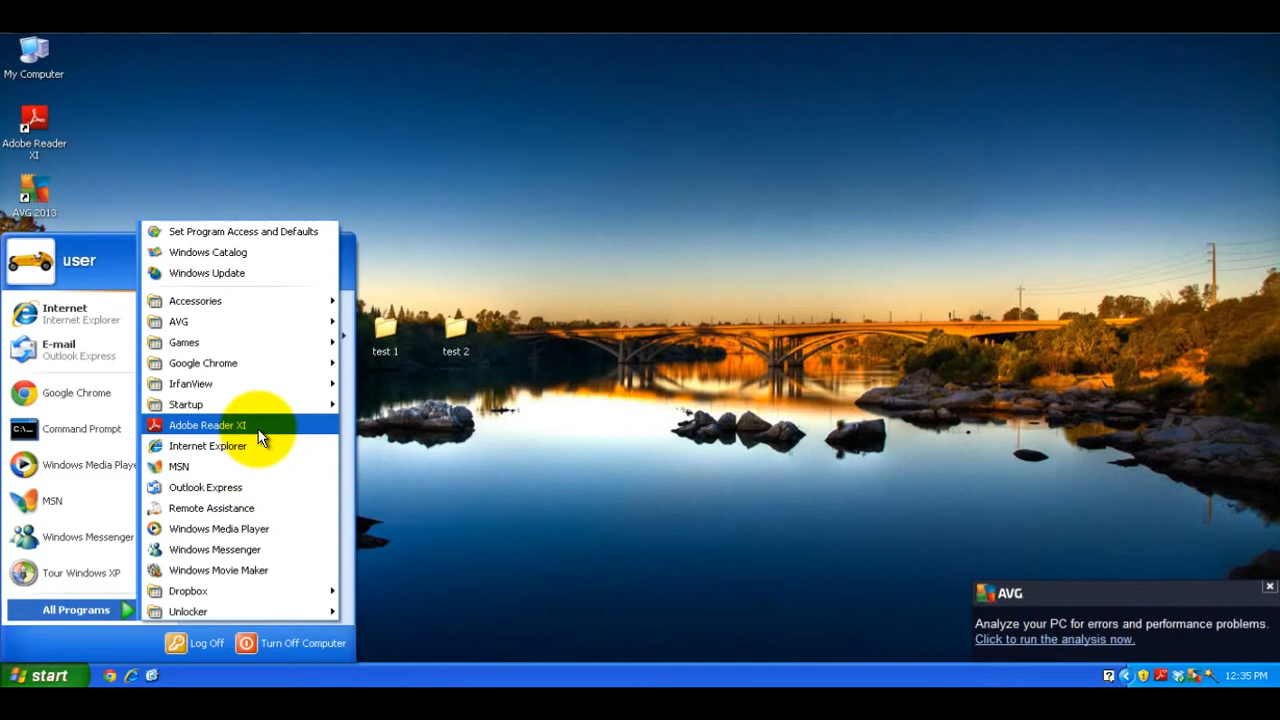 My Computer
Adobe Reader
XI
AVG 2013
user
Internet
Internet Explorer
E-mail
Outlook Express
Google Chrome
C:\_
Command Prompt
Windows Media Playe
MSN
Windows Messenger
Tour Windows XP
All Programs
Set Program Access and Defaults
Windows Catalog
Windows Update
Accessories
AVG
Games
Google Chrome
IrfanView
Startup
Adobe Reader XI
Internet Explorer
MSN
Outlook Express
Remote Assistance
Windows Media Player
Windows Messenger
Windows Movie Maker
Dropbox
Unlocker
Log Off
Turn Off Computer
test 1
test 2
AVG
Analyze your PC for errors and performance problems.
Click to run the analysis now.
start
12:35 PM